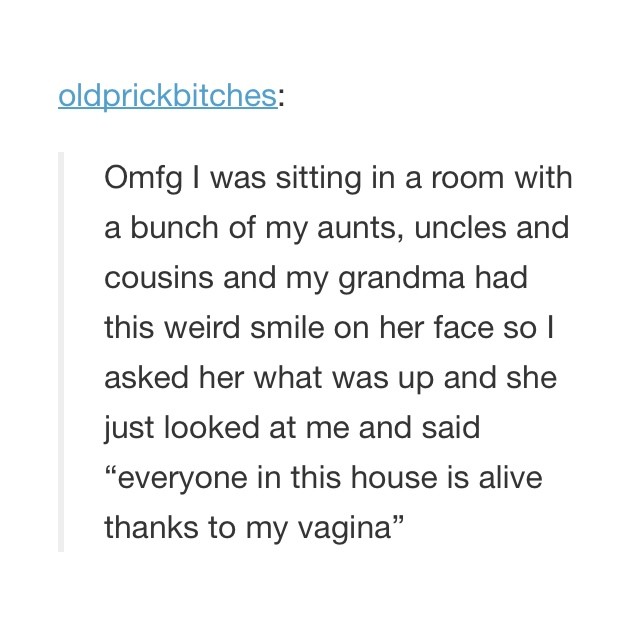 oldprickbitches:
Omfg I was sitting in a room with
a bunch of my aunts, uncles and
cousins and my grandma had
this weird smile on her face so I
asked her what was up and she
just looked at me and said
“everyone in this house is alive
thanks to my vagina”